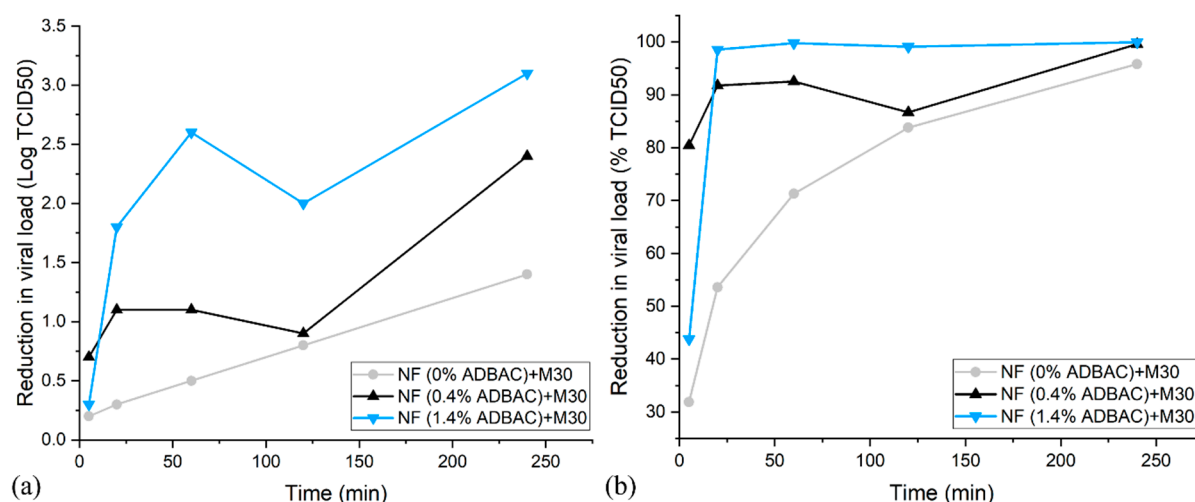 Reduction in viral load (Log TCID50)
3.5
3.0
2.5
2.0
1.5
1.0
0.5
0.0
0
50
100
150
200
250
Time (min)
NF (0% ADBAC)+M30
NF (0.4% ADBAC)+M30
NF (1.4% ADBAC)+M30
(a)
Reduction in viral load (% TCID50)
100
90
80
70
60
50
40
30
0
50
100
150
200
250
Time (min)
NF (0% ADBAC)+M30
NF (0.4% ADBAC)+M30
NF (1.4% ADBAC)+M30
(b)